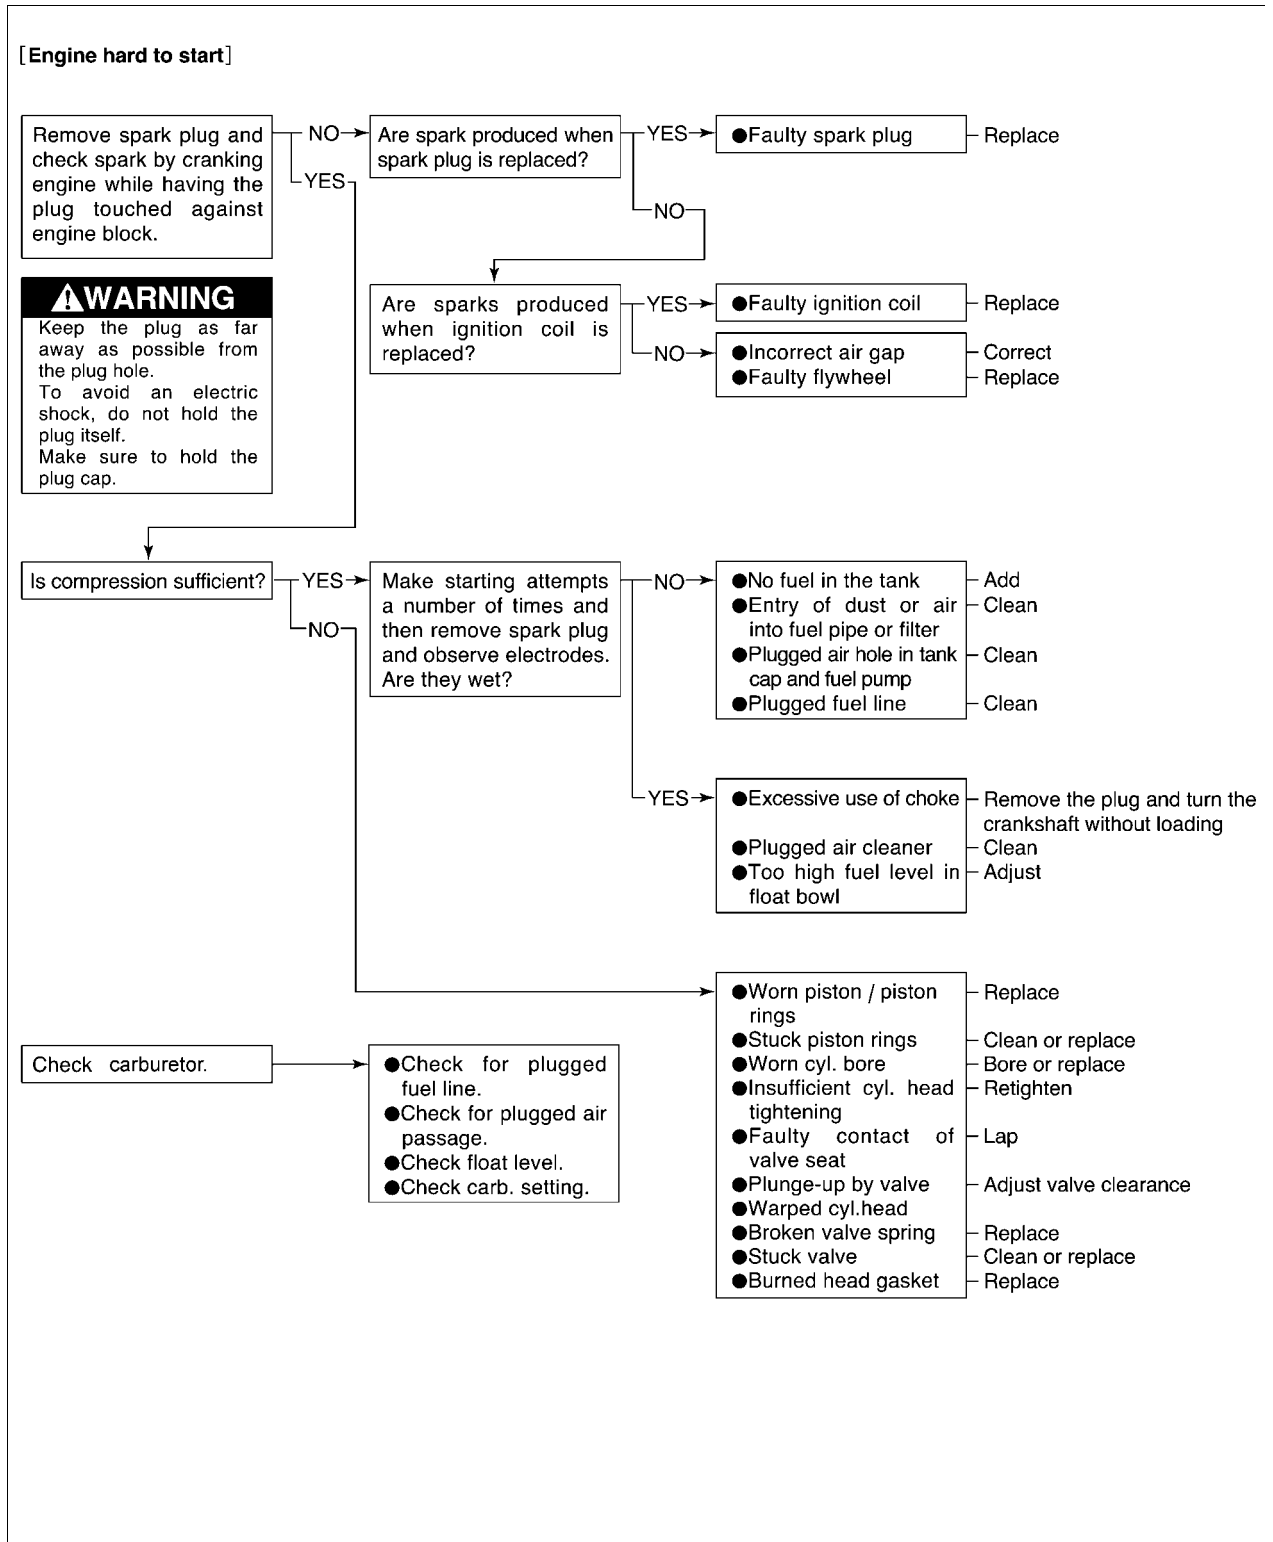 [Engine hard to start]
Remove spark plug and
check spark by cranking
engine while having the
plug touched against
engine block.
NO
YES
Are spark produced when
spark plug is replaced?
YES
NO
●Faulty spark plug
Replace
⚠WARNING
Keep the plug as far
away as possible from
the plug hole.
To avoid an electric
shock, do not hold the
plug itself.
Make sure to hold the
plug cap.
Are sparks produced
when ignition coil is
replaced?
YES
●Faulty ignition coil
Replace
NO
●Incorrect air gap
Correct
●Faulty flywheel
Replace
Is compression sufficient?
YES
NO
Make starting attempts
a number of times and
then remove spark plug
and observe electrodes.
Are they wet?
NO
●No fuel in the tank
Add
●Entry of dust or air
Clean
into fuel pipe or filter
●Plugged air hole in tank
Clean
cap and fuel pump
●Plugged fuel line
Clean
YES
●Excessive use of choke
Remove the plug and turn the
crankshaft without loading
●Plugged air cleaner
Clean
●Too high fuel level in
Adjust
float bowl
●Worn piston / piston
Replace
rings
●Stuck piston rings
Clean or replace
●Worn cyl. bore
Bore or replace
●Insufficient cyl. head
Retighten
tightening
●Faulty contact of
Lap
valve seat
●Plunge-up by valve
Adjust valve clearance
●Warped cyl.head
●Broken valve spring
Replace
●Stuck valve
Clean or replace
●Burned head gasket
Replace
Check carburetor.
●Check for plugged
fuel line.
●Check for plugged air
passage.
●Check float level.
●Check carb. setting.